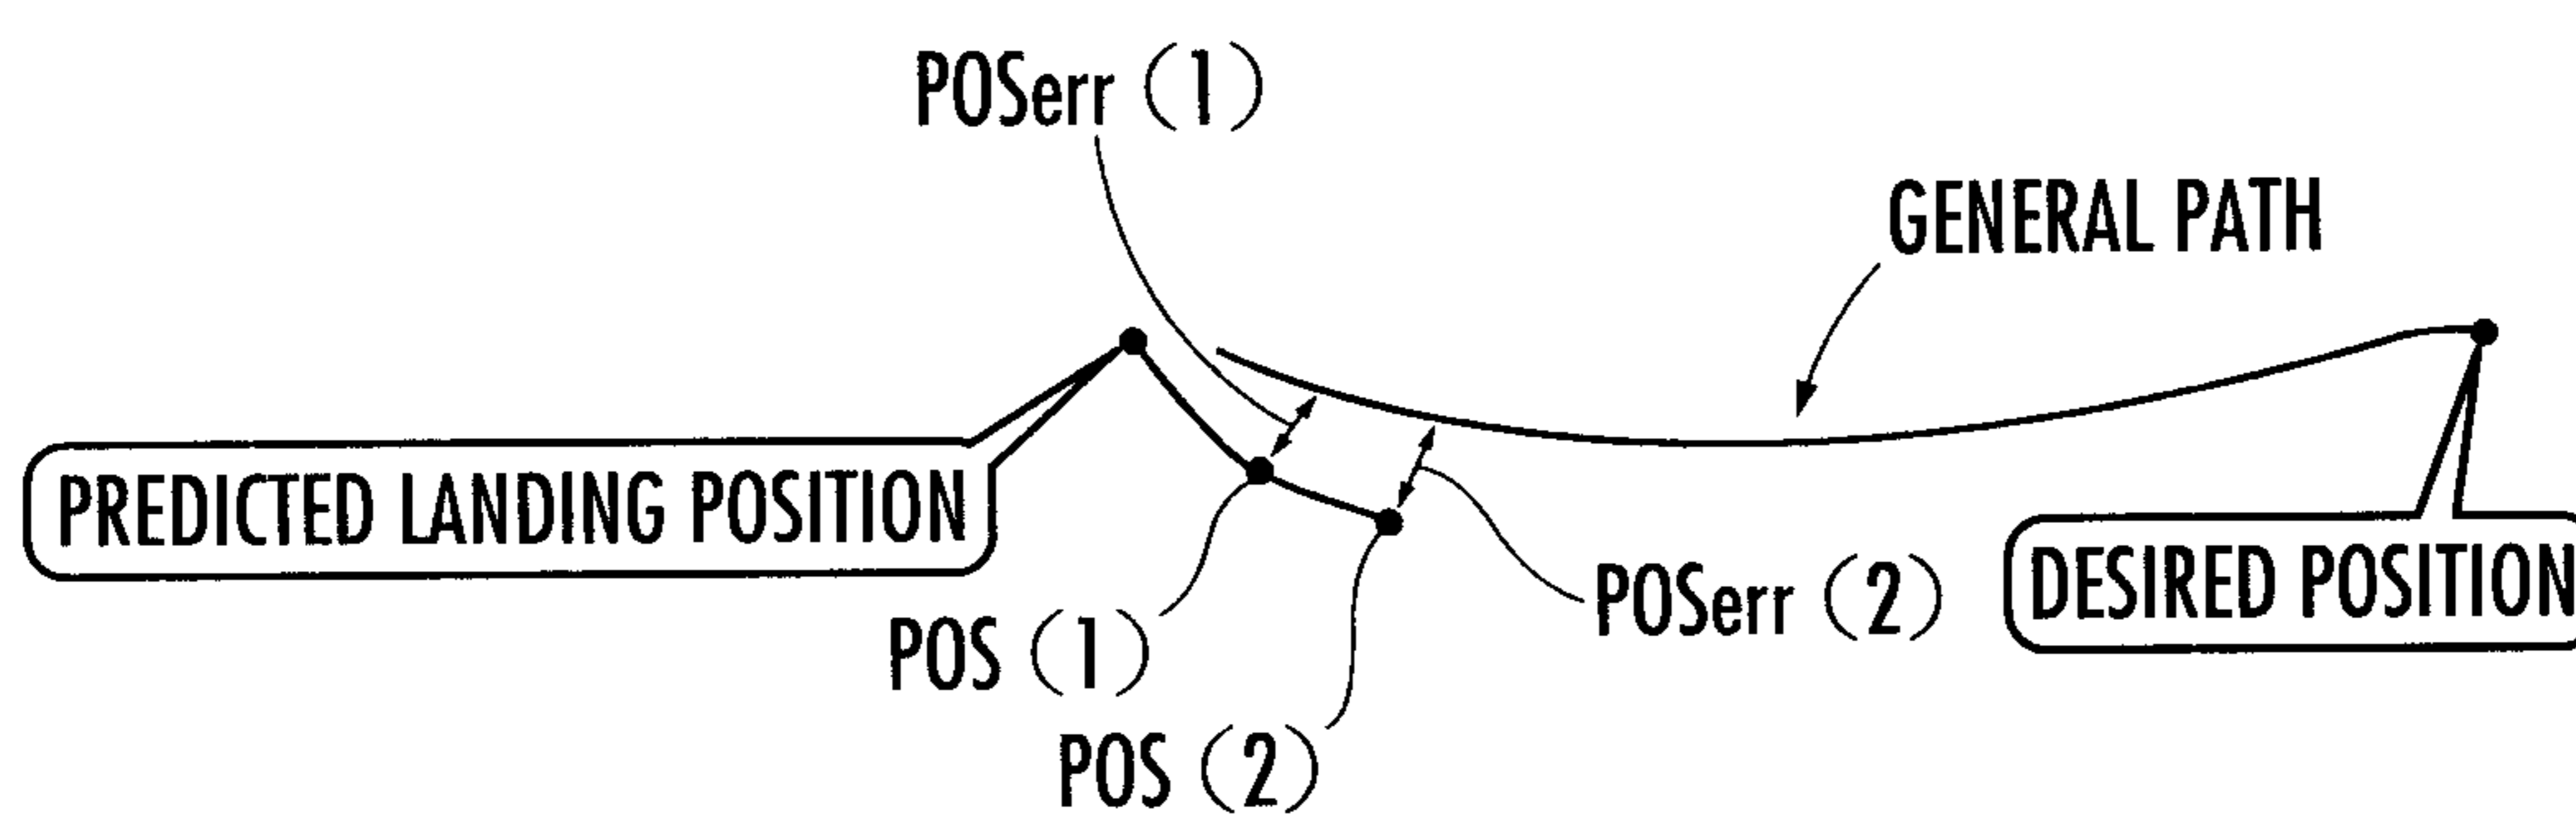 POSerr (1)
GENERAL PATH
PREDICTED LANDING POSITION
POSerr (2)
DESIRED POSITION
POS (1)
POS (2)